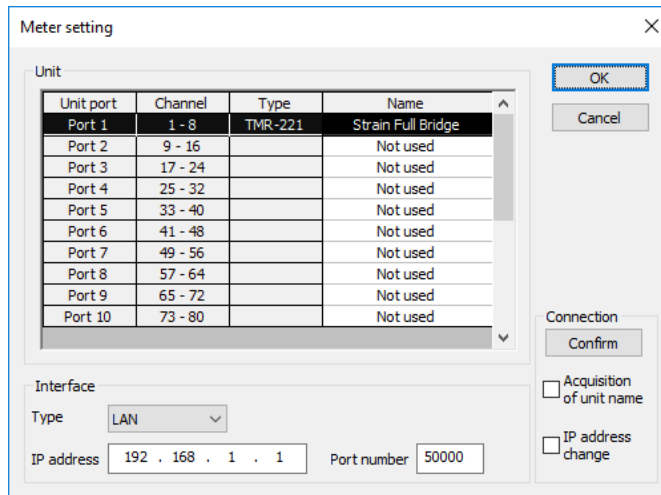 Meter setting
Unit
Unit port Channel Type Name
Port 1 1 - 8 TMR-221 Strain Full Bridge
Port 2 9 - 16 Not used
Port 3 17 - 24 Not used
Port 4 25 - 32 Not used
Port 5 33 - 40 Not used
Port 6 41 - 48 Not used
Port 7 49 - 56 Not used
Port 8 57 - 64 Not used
Port 9 65 - 72 Not used
Port 10 73 - 80 Not used
OK
Cancel
Connection
Confirm
Acquisition
of unit name
IP address
change
Interface
Type LAN
IP address 192 . 168 . 1 . 1 Port number 50000